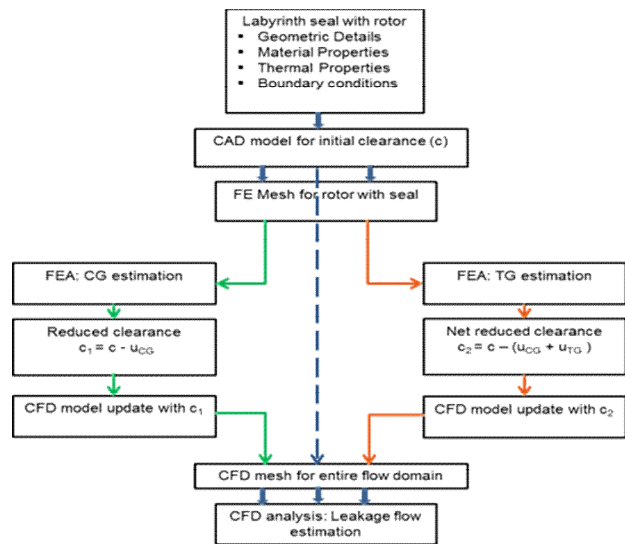 Labyrinth seal with rotor
▪ Geometric Details
▪ Material Properties
▪ Thermal Properties
▪ Boundary conditions
CAD model for initial clearance (c)
FE Mesh for rotor with seal
FEA: CG estimation
Reduced clearance
c₁ = c - u_CG
CFD model update with c₁
FEA: TG estimation
Net reduced clearance
c₂ = c – (u_CG + u_TG )
CFD model update with c₂
CFD mesh for entire flow domain
CFD analysis: Leakage flow
estimation